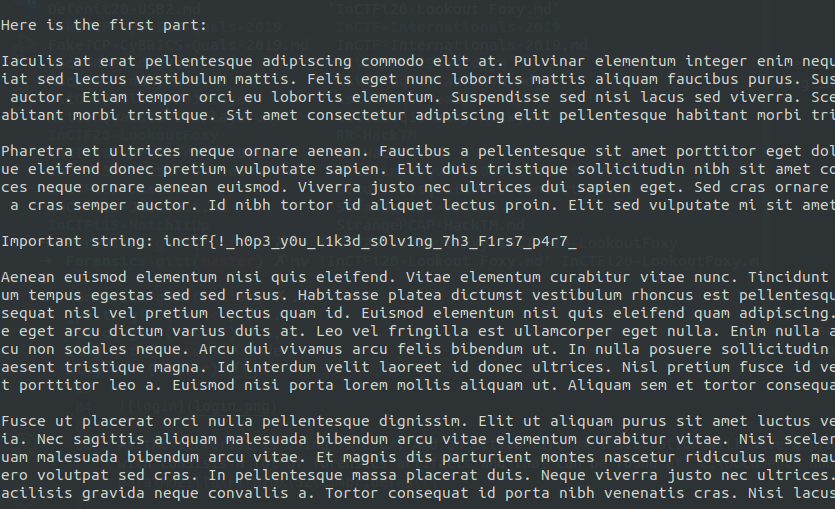 Here is the first part:
Iaculis at erat pellentesque adipiscing commodo elit at. Pulvinar elementum integer enim nequ
iat sed lectus vestibulum mattis. Felis eget nunc lobortis mattis aliquam faucibus purus. Sus
auctor. Etiam tempor orci eu lobortis elementum. Suspendisse sed nisi lacus sed viverra. Sce
abitant morbi tristique. Sit amet consectetur adipiscing elit pellentesque habitant morbi tri
Pharetra et ultrices neque ornare aenean. Faucibus a pellentesque sit amet porttitor eget dol
ue eleifend donec pretium vulputate sapien. Elit duis tristique sollicitudin nibh sit amet co
ces neque ornare aenean euismod. Viverra justo nec ultrices dui sapien eget. Sed cras ornare
a cras semper auctor. Id nibh tortor id aliquet lectus proin. Elit sed vulputate mi sit amet
Important string: inctf{!_h0p3_y0u_L1k3d_s0lv1ng_7h3_F1rs7_p4r7_
Aenean euismod elementum nisi quis eleifend. Vitae elementum curabitur vitae nunc. Tincidunt
um tempus egestas sed sed risus. Habitasse platea dictumst vestibulum rhoncus est pellentesqu
sequat nisl vel pretium lectus quam id. Euismod elementum nisi quis eleifend quam adipiscing.
e eget arcu dictum varius duis at. Leo vel fringilla est ullamcorper eget nulla. Enim nulla a
cu non sodales neque. Arcu dui vivamus arcu felis bibendum ut. In nulla posuere sollicitudin
aesent tristique magna. Id interdum velit laoreet id donec ultrices. Nisl pretium fusce id ve
t porttitor leo a. Euismod nisi porta lorem mollis aliquam ut. Aliquam sem et tortor consequa
Fusce ut placerat orci nulla pellentesque dignissim. Elit ut aliquam purus sit amet luctus ve
ia. Nec sagittis aliquam malesuada bibendum arcu vitae elementum curabitur vitae. Nisi sceler
uam malesuada bibendum arcu vitae. Et magnis dis parturient montes nascetur ridiculus mus mau
ero volutpat sed cras. In pellentesque massa placerat duis. Neque viverra justo nec ultrices.
acilisis gravida neque convallis a. Tortor consequat id porta nibh venenatis cras. Nisi lacus